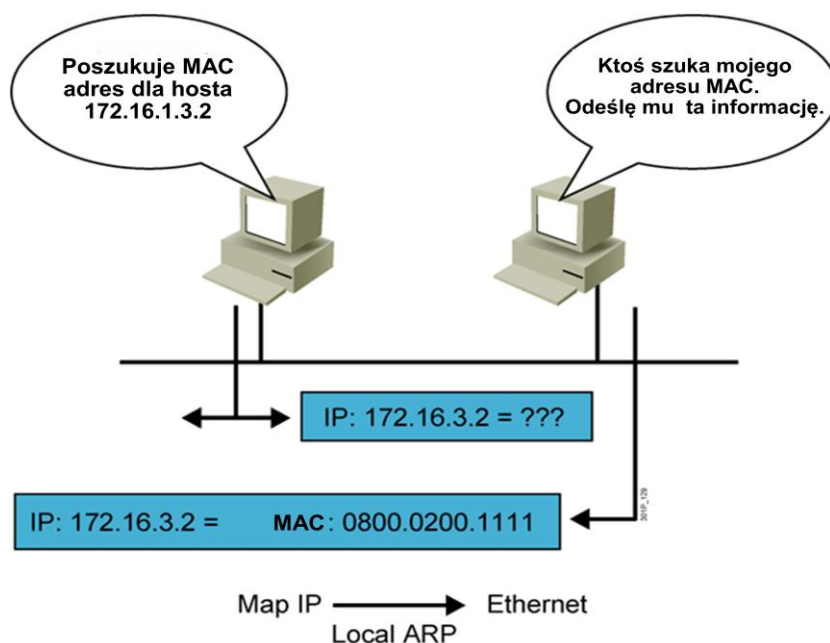 Poszukuje MAC
adres dla hosta
172.16.1.3.2
Ktoś szuka mojego
adresu MAC.
Odeślę mu ta informację.
IP: 172.16.3.2 = ???
IP: 172.16.3.2 = MAC: 0800.0200.1111
301P_129
Map IP Ethernet
Local ARP